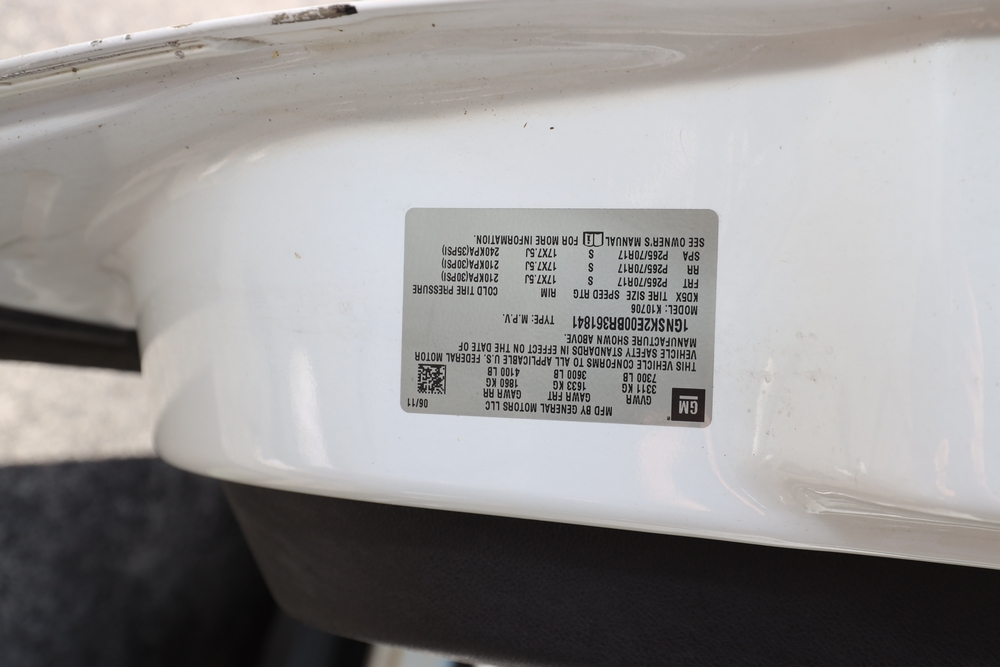 GM
MFD BY GENERAL MOTORS LLC 06/11
GVWR GAWR FRT GAWR RR
3311 KG 1633 KG 1860 KG
7300 LB 3600 LB 4100 LB
THIS VEHICLE CONFORMS TO ALL APPLICABLE U.S. FEDERAL MOTOR
VEHICLE SAFETY STANDARDS IN EFFECT ON THE DATE OF
MANUFACTURE SHOWN ABOVE.
1GNSK2E00BR361841 TYPE: M.P.V.
MODEL: K10706
KD5X TIRE SIZE SPEED RTG RIM COLD TIRE PRESSURE
FRT P265/70R17 S 17X7.5J 210KPA(30PSI)
RR P265/70R17 S 17X7.5J 210KPA(30PSI)
SPA P265/70R17 S 17X7.5J 240KPA(35PSI)
SEE OWNER'S MANUAL FOR MORE INFORMATION.